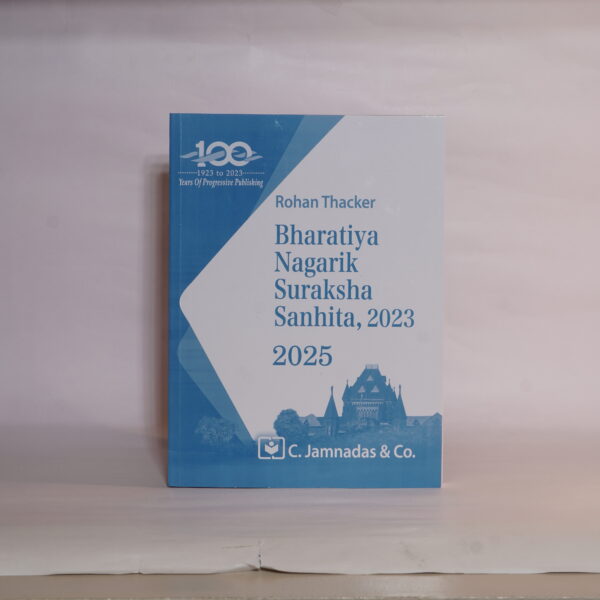 100
1923 to 2023
Years Of Progressive Publishing
Rohan Thacker
Bharatiya
Nagarik
Suraksha
Sanhita, 2023
2025
C. Jamnadas & Co.